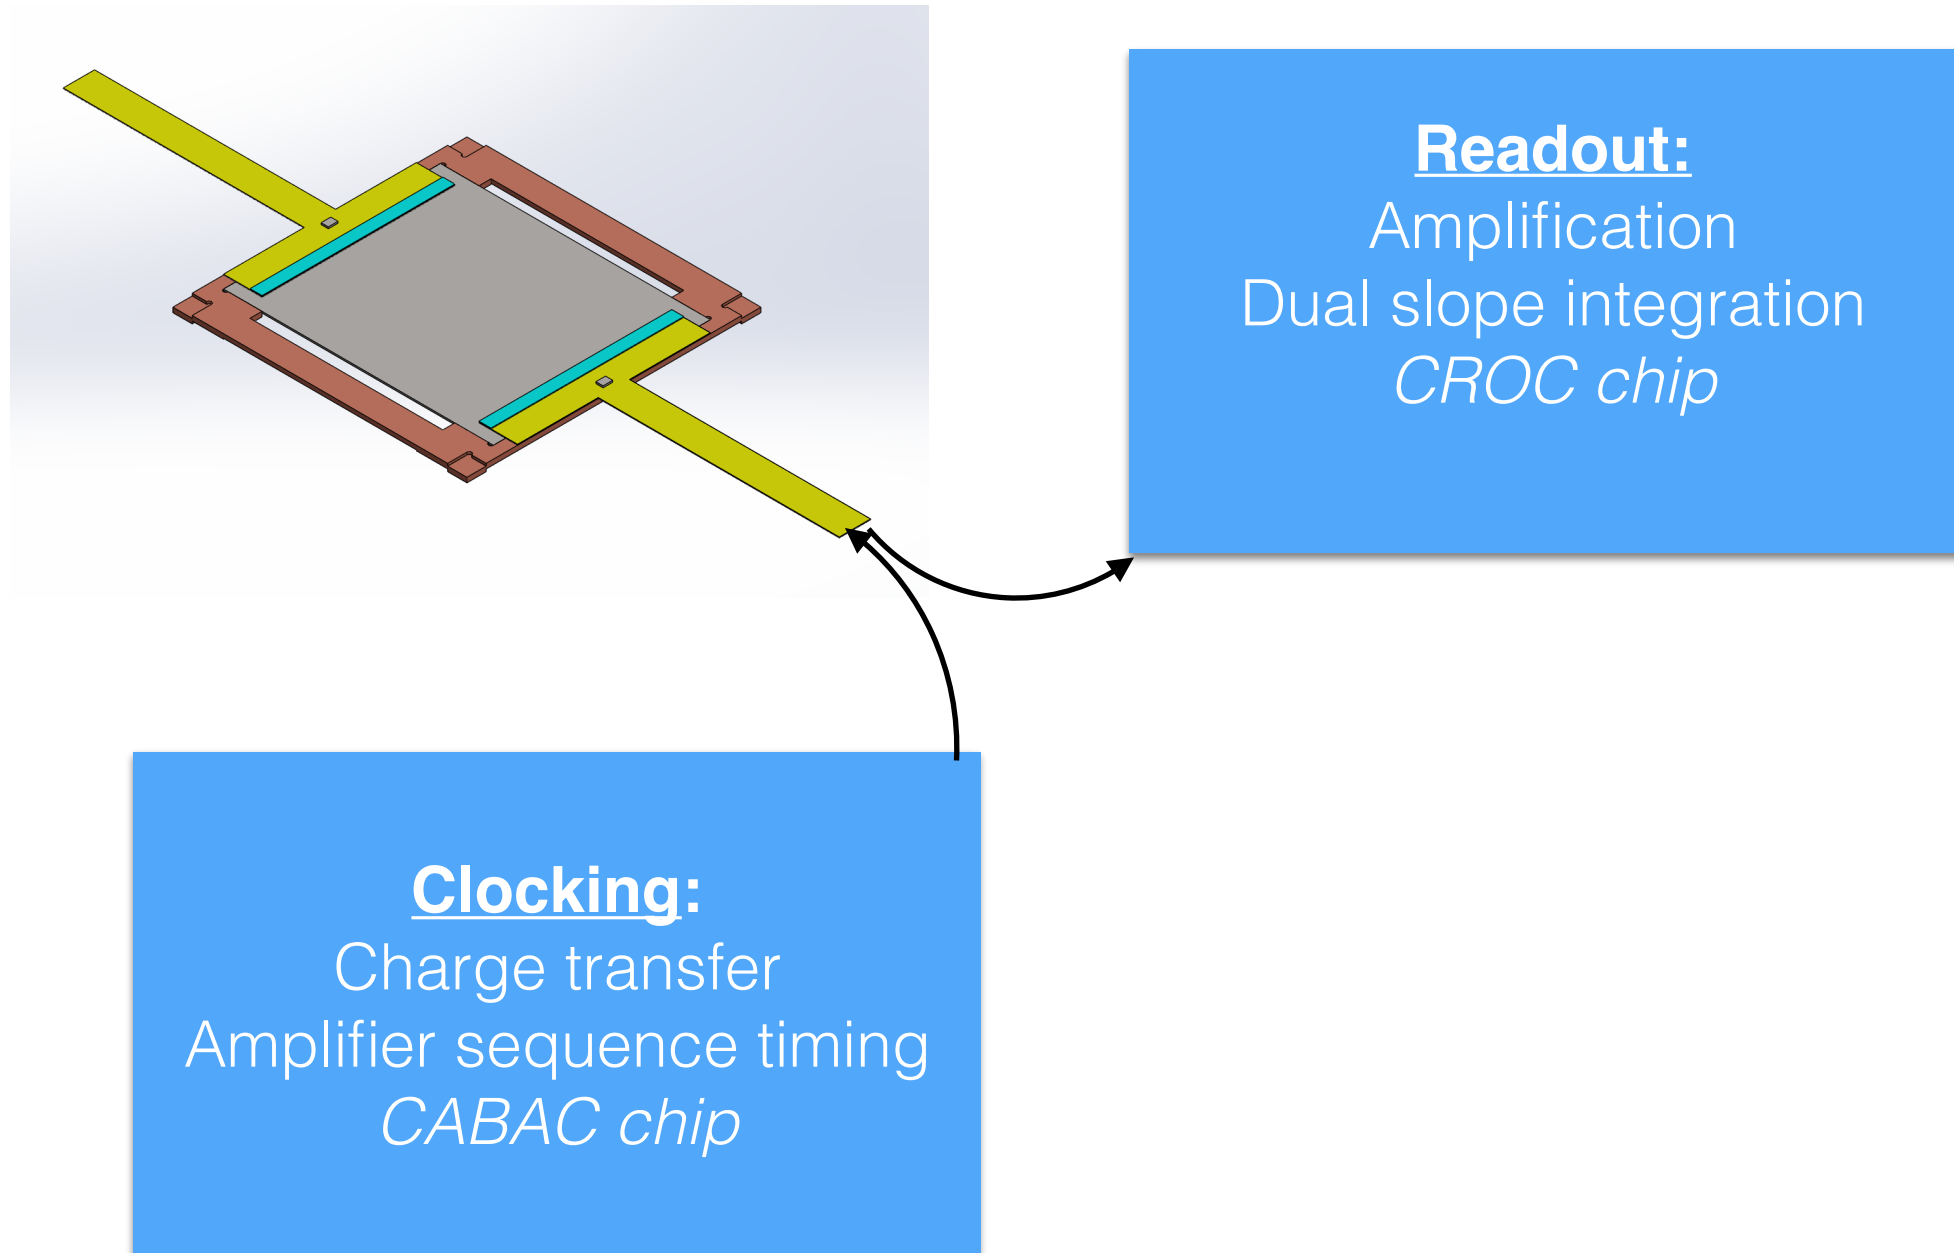 Readout:
Amplification
Dual slope integration
CROC chip
Clocking:
Charge transfer
Amplifier sequence timing
CABAC chip